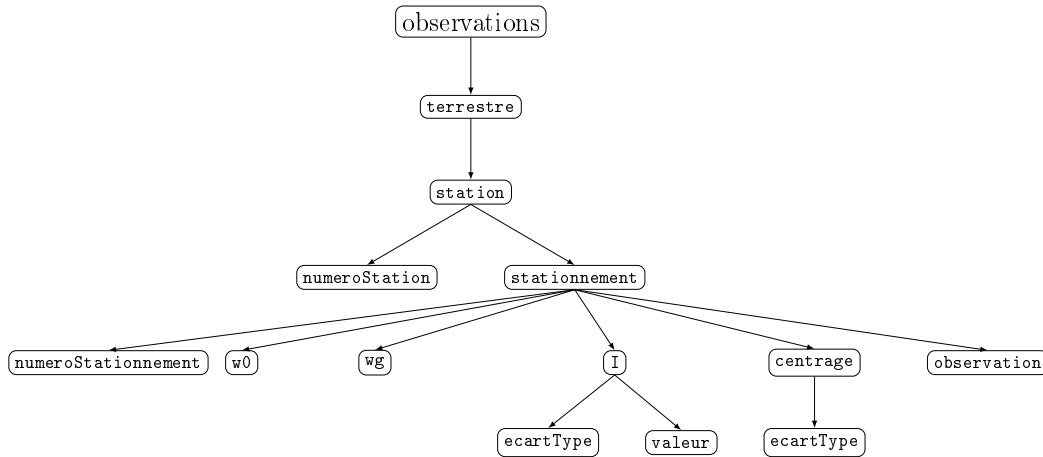 observations
terrestre
station
numeroStation stationnement
numeroStationnement w0 wg I centrage observation
ecartType valeur ecartType